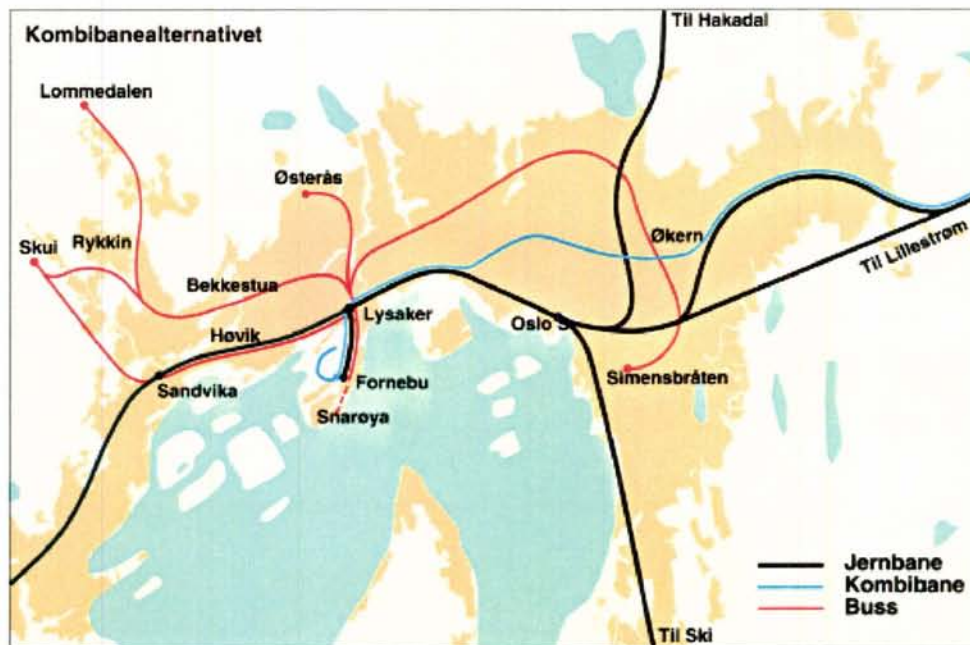 Kombibanealternativet
Til Hakadal
Lommedalen
Østerås
Skui
Rykkin
Økern
Bekkestua
Til Lillestrøm
Lysaker
Høvik
Oslo S
Sandvika
Fornebu
Simensbråten
Snarøya
Jernbane
Kombibane
Buss
Til Ski